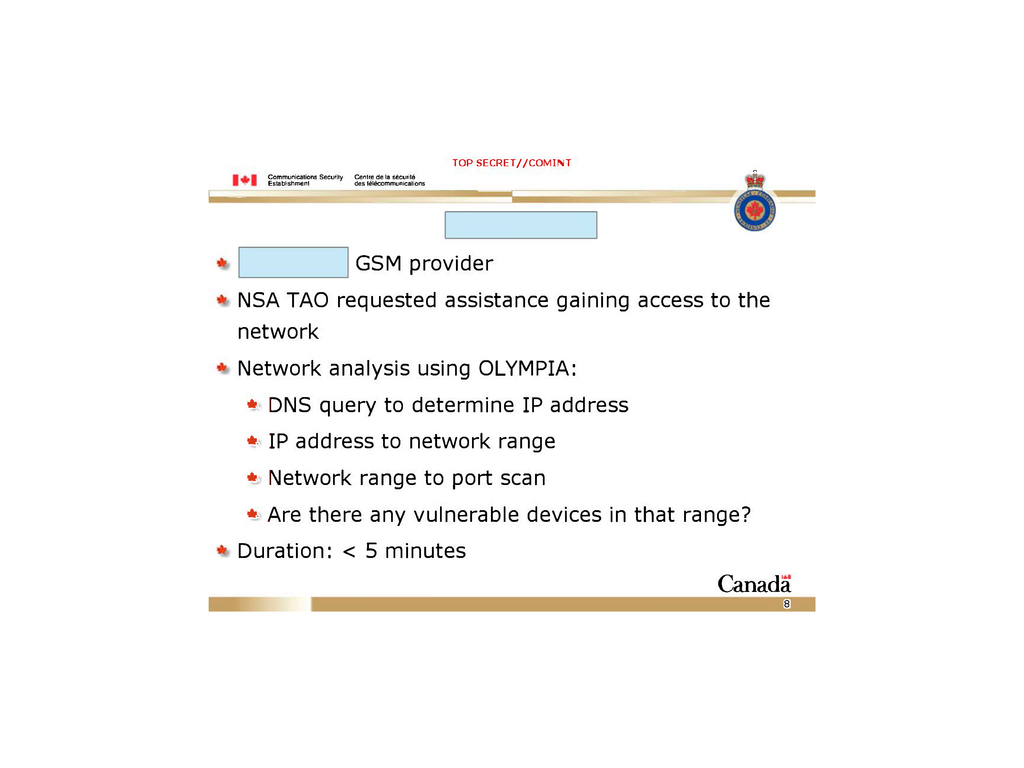 TOP SECRET//COMINT
Communications Security Establishment
Centre de la sécurité des télécommunications
GSM provider
NSA TAO requested assistance gaining access to the
network
Network analysis using OLYMPIA:
DNS query to determine IP address
IP address to network range
Network range to port scan
Are there any vulnerable devices in that range?
Duration: < 5 minutes
Canada
8